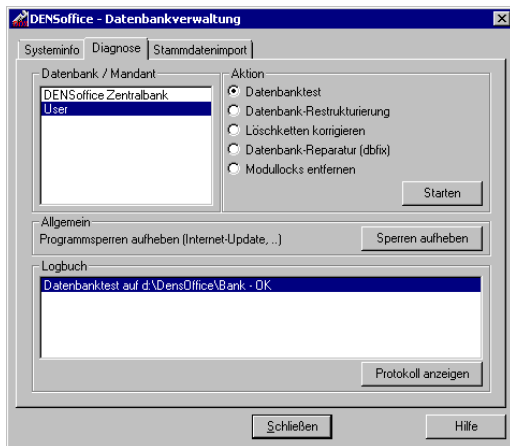 DENSoffice - Datenbankverwaltung
Systeminfo
Diagnose
Stammdatenimport
Datenbank / Mandant
DENSoffice Zentralbank
User
Aktion
Datenbanktest
Datenbank-Restrukturierung
Löschketten korrigieren
Datenbank-Reparatur (dbfix)
Modullocks entfernen
Starten
Allgemein
Programmsperren aufheben (Internet-Update, ..)
Sperren aufheben
Logbuch
Datenbanktest auf d:\DensOffice\Bank - OK
Protokoll anzeigen
Schließen
Hilfe